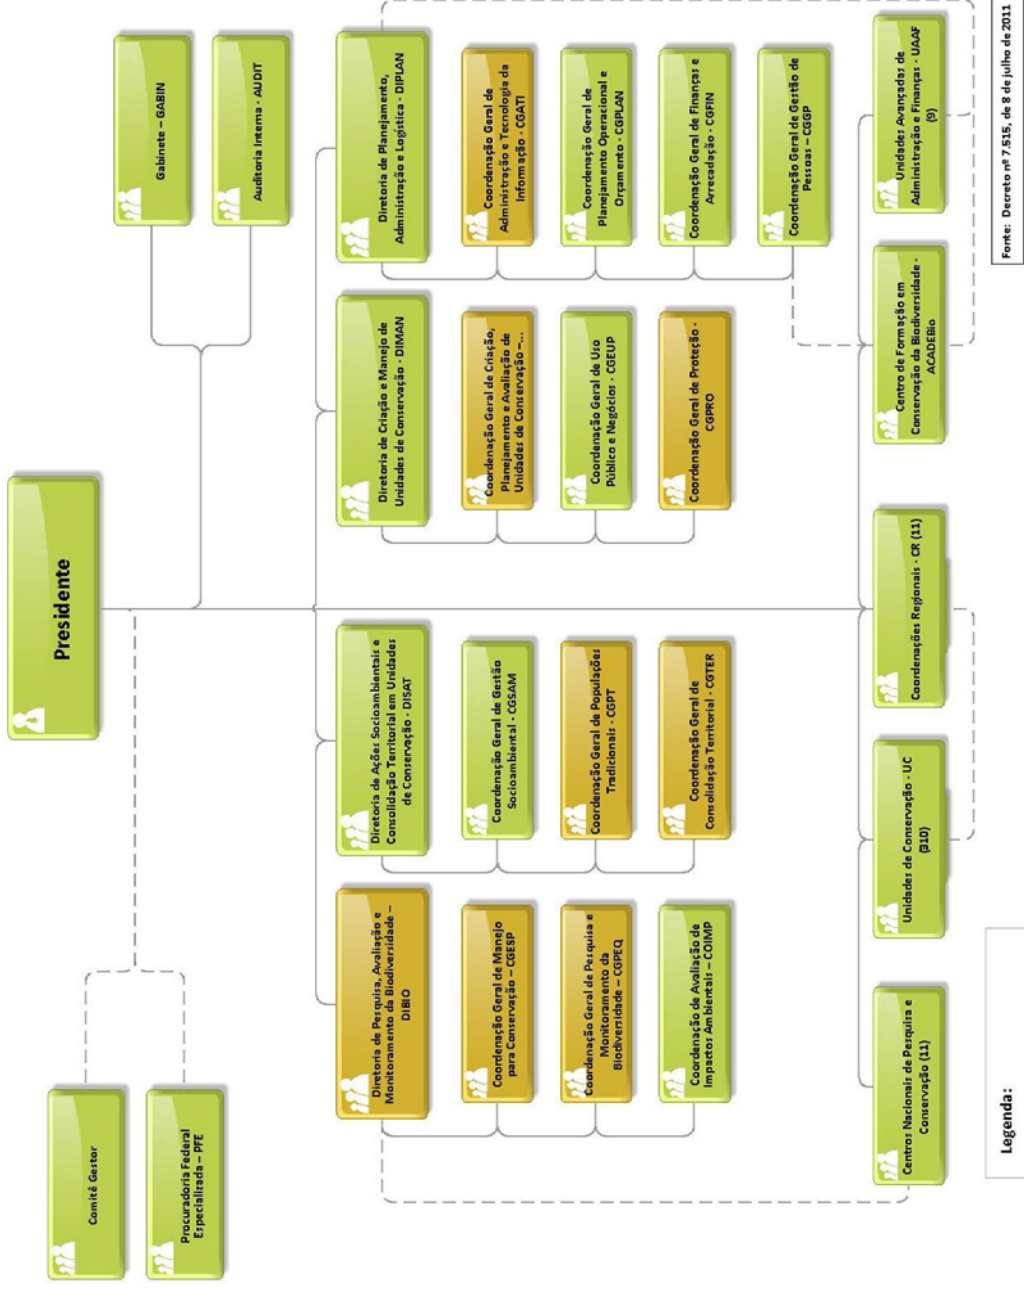 Presidente
Comitê Gestor
Procuradoria Federal
Especializada – PFE
Gabinete – GABIN
Auditoria Interna - AUDIT
Diretoria de Pesquisa, Avaliação e
Monitoramento da Biodiversidade –
DIBIO
Coordenação Geral de Manejo
para Conservação – CGESP
Coordenação Geral de Pesquisa e
Monitoramento da
Biodiversidade – CGPEQ
Coordenação de Avaliação de
Impactos Ambientais – COIMP
Diretoria de Ações Socioambientais e
Consolidação Territorial em Unidades
de Conservação - DISAT
Coordenação Geral de Gestão
Socioambiental - CGSAM
Coordenação Geral de Populações
Tradicionais - CGPT
Coordenação Geral de
Consolidação Territorial - CGTER
Diretoria de Criação e Manejo de
Unidades de Conservação - DIMAN
Coordenação Geral de Criação,
Planejamento e Avaliação de
Unidades de Conservação –...
Coordenação Geral de Uso
Público e Negócios - CGEUP
Coordenação Geral de Proteção -
CGPRO
Diretoria de Planejamento,
Administração e Logística - DIPLAN
Coordenação Geral de
Administração e Tecnologia da
Informação - CGATI
Coordenação Geral de
Planejamento Operacional e
Orçamento - CGPLAN
Coordenação Geral de Finanças e
Arrecadação - CGFIN
Coordenação Geral de Gestão de
Pessoas – CGGP
Centros Nacionais de Pesquisa e
Conservação (11)
Unidades de Conservação - UC
(310)
Coordenações Regionais - CR (11)
Centro de Formação em
Conservação da Biodiversidade -
ACADEBio
Unidades Avançadas de
Administração e Finanças - UAAF
(9)
Legenda:
Fonte: Decreto nº 7.515, de 8 de julho de 2011